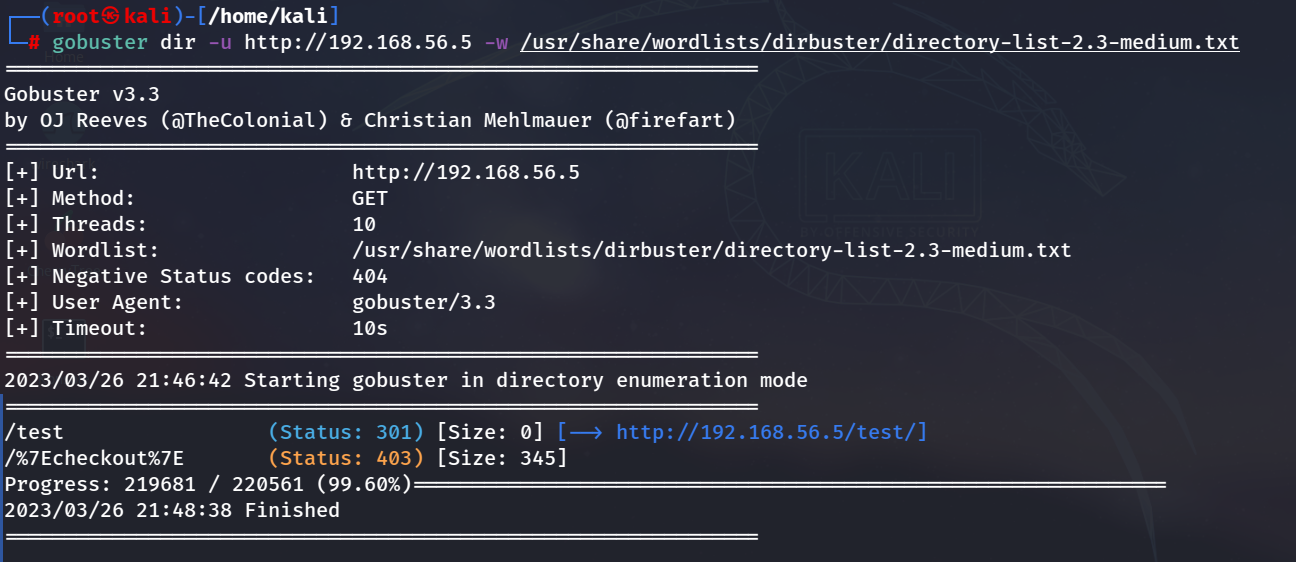 ┌──(root㉿kali)-[/home/kali]
└─# gobuster dir -u http://192.168.56.5 -w /usr/share/wordlists/dirbuster/directory-list-2.3-medium.txt
===============================================================
Gobuster v3.3
by OJ Reeves (@TheColonial) & Christian Mehlmauer (@firefart)
===============================================================
[+] Url:                     http://192.168.56.5
[+] Method:                  GET
[+] Threads:                 10
[+] Wordlist:                /usr/share/wordlists/dirbuster/directory-list-2.3-medium.txt
[+] Negative Status codes:   404
[+] User Agent:              gobuster/3.3
[+] Timeout:                 10s
===============================================================
2023/03/26 21:46:42 Starting gobuster in directory enumeration mode
===============================================================
/test                 (Status: 301) [Size: 0] [--> http://192.168.56.5/test/]
/%7Echeckout%7E       (Status: 403) [Size: 345]
Progress: 219681 / 220561 (99.60%)===============================================================
2023/03/26 21:48:38 Finished
===============================================================
KALI
BY OFFENSIVE SECURITY
Home